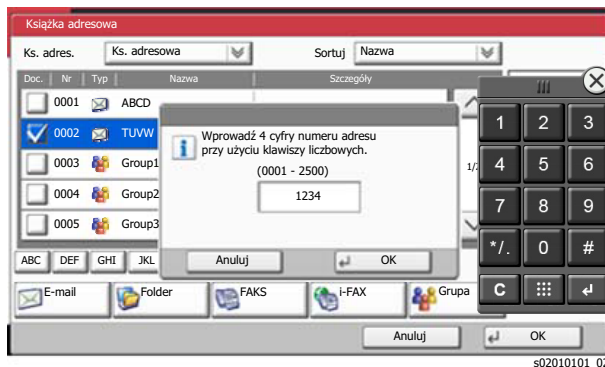 Książka adresowa
Ks. adres. Ks. adresowa Sortuj Nazwa
Doc. Nr Typ Nazwa Szczegóły
0001 ABCD
0002 TUVW
0003 Group1
0004 Group2
0005 Group3
Wprowadź 4 cyfry numeru adresu
przy użyciu klawiszy liczbowych.
(0001 - 2500)
1234
Anuluj OK
ABC DEF GHI JKL
E-mail Folder FAKS i-FAX Grupa
Anuluj OK
1 2 3
4 5 6
7 8 9
*/. 0 #
C
s02010101_02